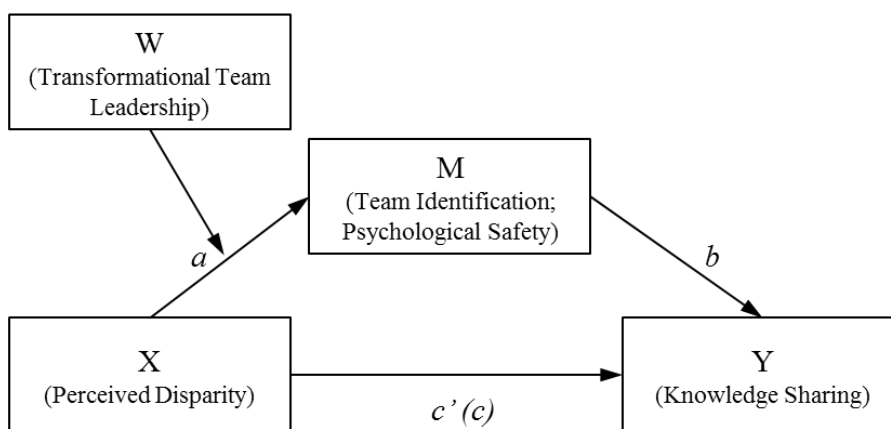 W
(Transformational Team
Leadership)
M
(Team Identification;
Psychological Safety)
a
b
X
(Perceived Disparity)
c’ (c)
Y
(Knowledge Sharing)